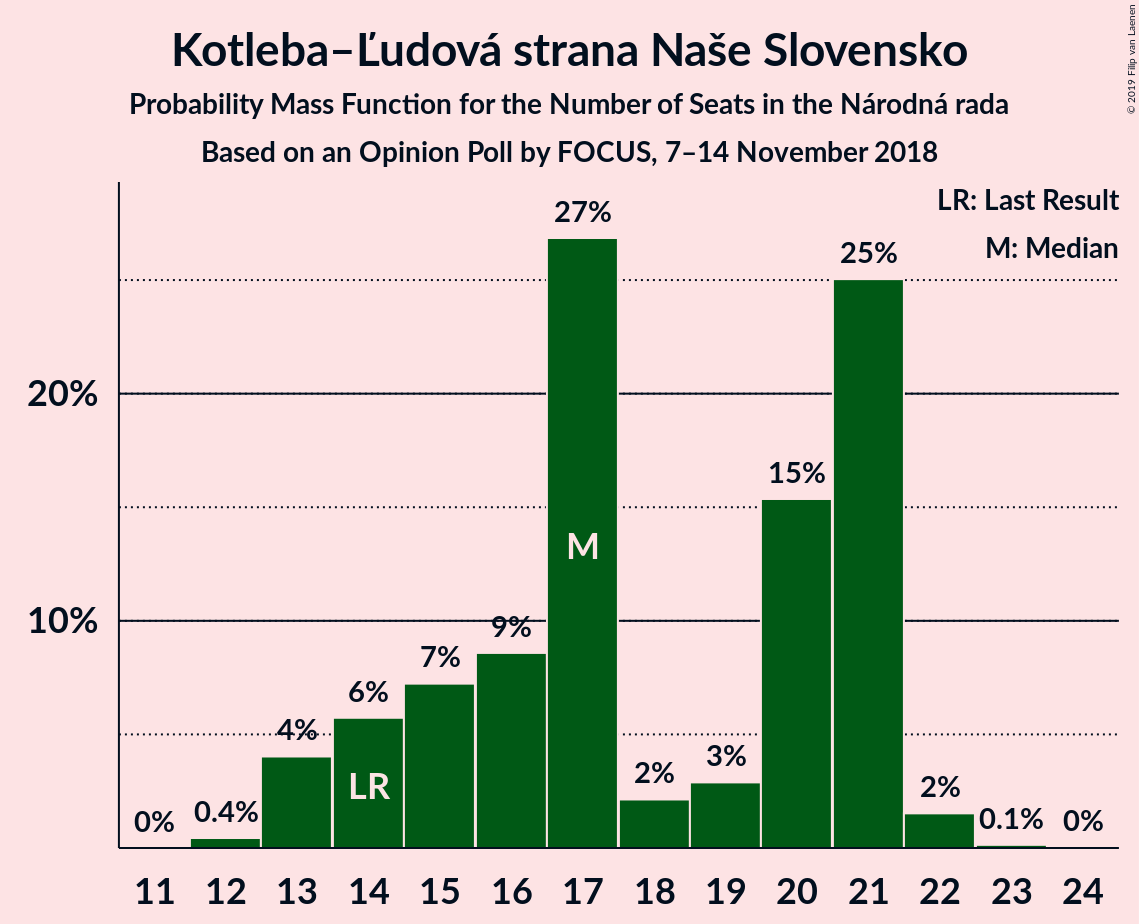 Kotleba–Ľudová strana Naše Slovensko
Probability Mass Function for the Number of Seats in the Národná rada
Based on an Opinion Poll by FOCUS, 7–14 November 2018
© 2019 Filip van Laenen
LR: Last Result
M: Median
27%
25%
20%
15%
M
10%
9%
7%
6%
4%
LR
3%
2%
2%
0%
0.4%
0.1%
0%
11 12 13 14 15 16 17 18 19 20 21 22 23 24